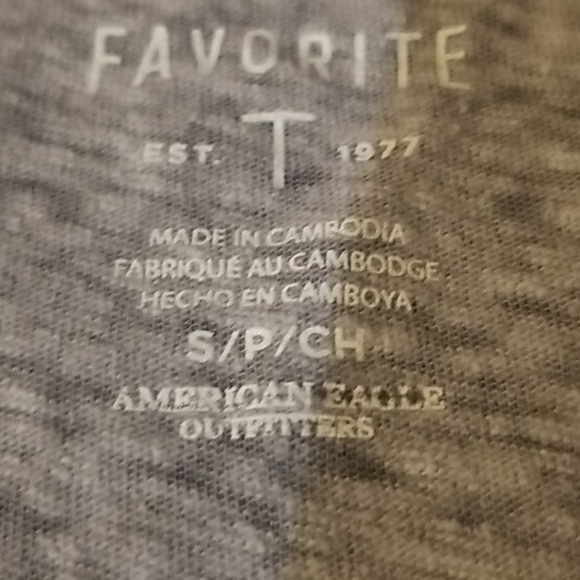 FAVORITE
EST. T 1977
MADE IN CAMBODIA
FABRIQUÉ AU CAMBODGE
HECHO EN CAMBOYA
S/P/CH
AMERICAN EAGLE
OUTFITTERS